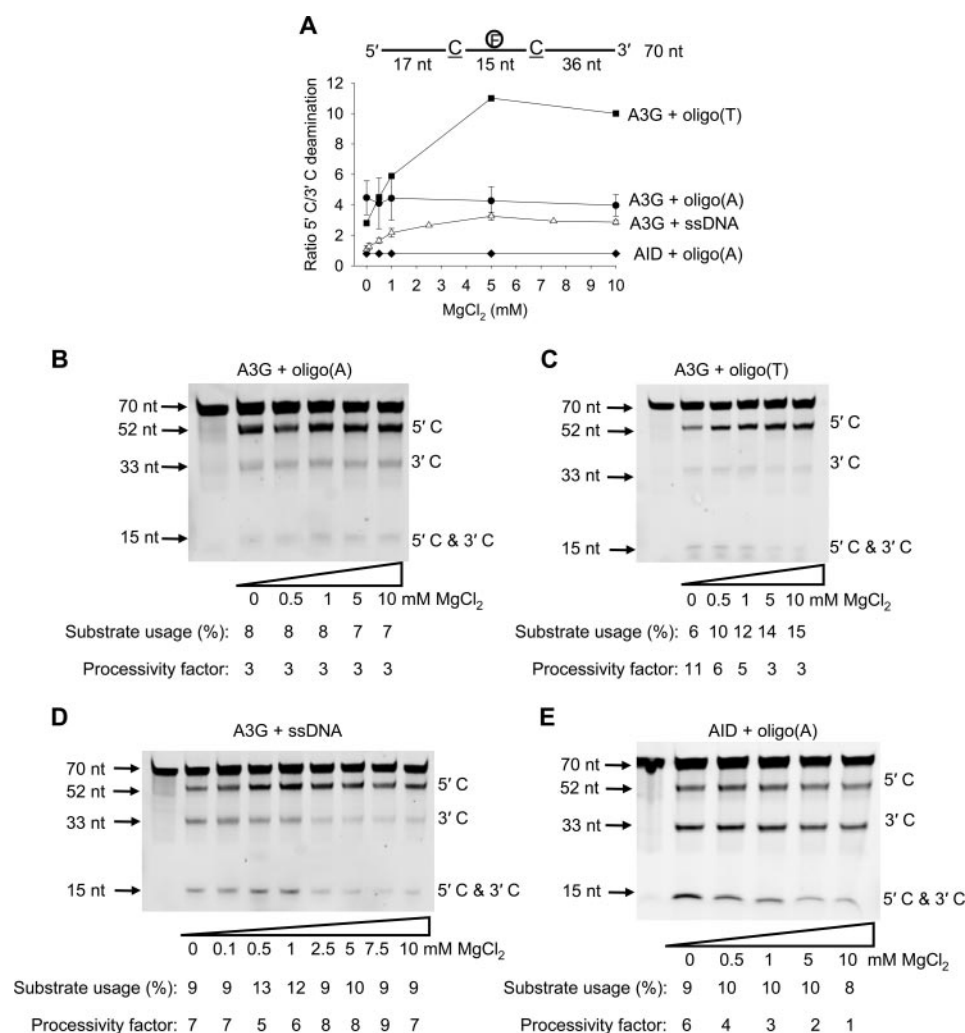 A
5′ C F C 3′ 70 nt
17 nt 15 nt 36 nt
Ratio 5′ C/3′ C deamination
12
10
8
6
4
2
0
0 1 2 3 4 5 6 7 8 9 10
MgCl2 (mM)
A3G + oligo(T)
A3G + oligo(A)
A3G + ssDNA
AID + oligo(A)
B
A3G + oligo(A)
70 nt
52 nt
33 nt
15 nt
5′ C
3′ C
5′ C & 3′ C
0 0.5 1 5 10 mM MgCl2
Substrate usage (%): 8 8 8 7 7
Processivity factor: 3 3 3 3 3
C
A3G + oligo(T)
70 nt
52 nt
33 nt
15 nt
5′ C
3′ C
5′ C & 3′ C
0 0.5 1 5 10 mM MgCl2
Substrate usage (%): 6 10 12 14 15
Processivity factor: 11 6 5 3 3
D
A3G + ssDNA
70 nt
52 nt
33 nt
15 nt
5′ C
3′ C
5′ C & 3′ C
0 0.1 0.5 1 2.5 5 7.5 10 mM MgCl2
Substrate usage (%): 9 9 13 12 9 10 9 9
Processivity factor: 7 7 5 6 8 8 9 7
E
AID + oligo(A)
70 nt
52 nt
33 nt
15 nt
5′ C
3′ C
5′ C & 3′ C
0 0.5 1 5 10 mM MgCl2
Substrate usage (%): 9 10 10 10 8
Processivity factor: 6 4 3 2 1